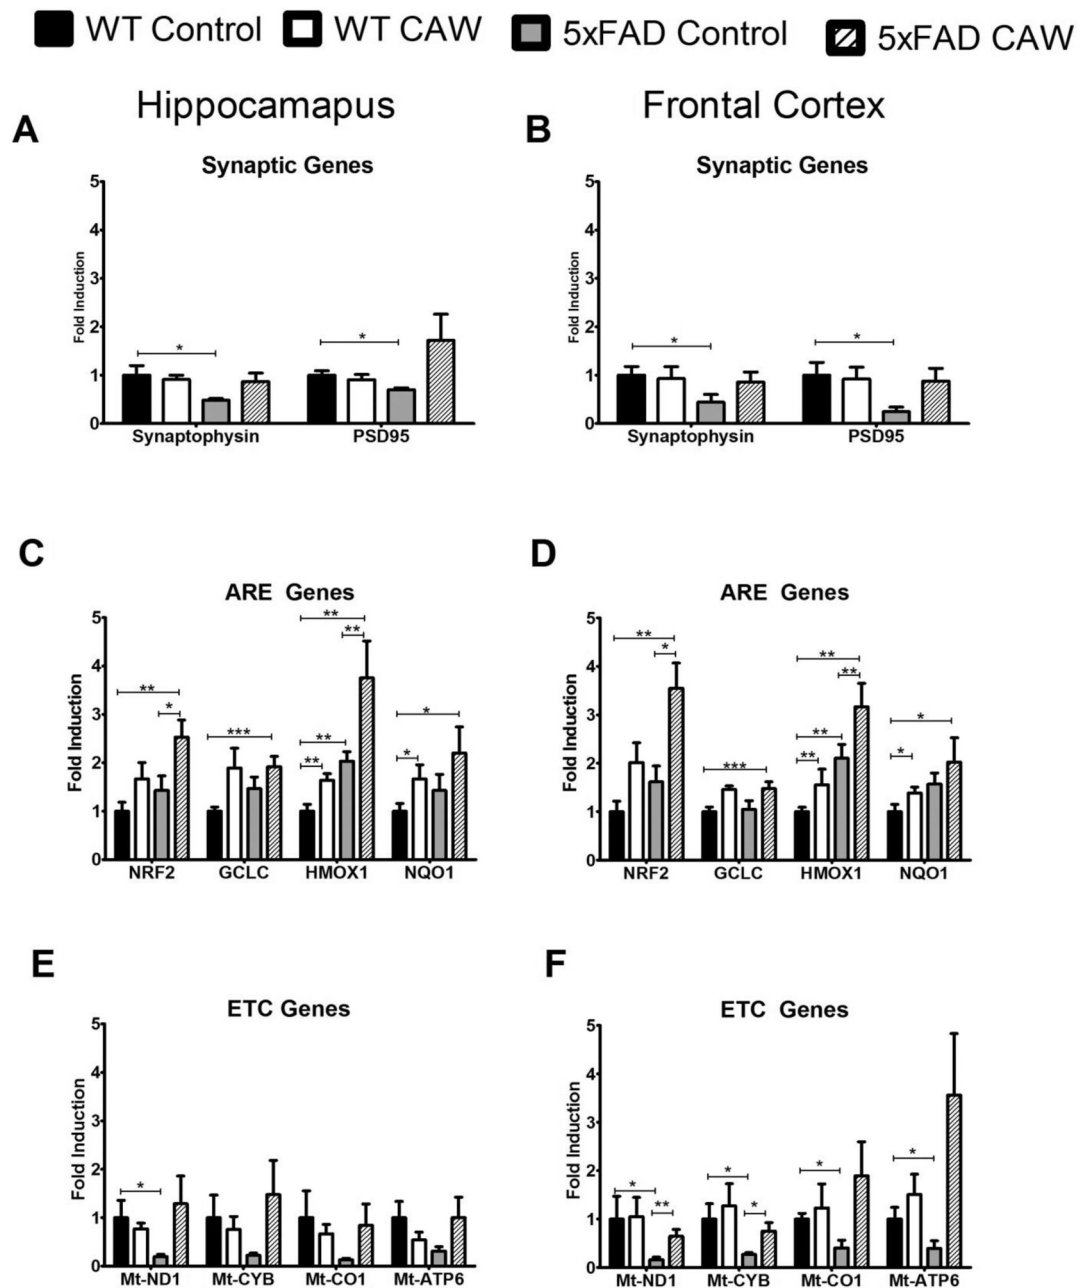 WT Control WT CAW 5xFAD Control 5xFAD CAW
Hippocamapus Frontal Cortex
A B
Synaptic Genes Synaptic Genes
5 5
4 4
3 3
2 2
1 1
0 0
Fold Induction Fold Induction
* * * *
Synaptophysin PSD95 Synaptophysin PSD95
C D
ARE Genes ARE Genes
5 5
4 4
3 3
2 2
1 1
0 0
Fold Induction Fold Induction
** * *** ** ** ** ** * * ** * *** ** ** ** ** * *
NRF2 GCLC HMOX1 NQO1 NRF2 GCLC HMOX1 NQO1
E F
ETC Genes ETC Genes
5 5
4 4
3 3
2 2
1 1
0 0
Fold Induction Fold Induction
* * ** * * * *
Mt-ND1 Mt-CYB Mt-CO1 Mt-ATP6 Mt-ND1 Mt-CYB Mt-CO1 Mt-ATP6